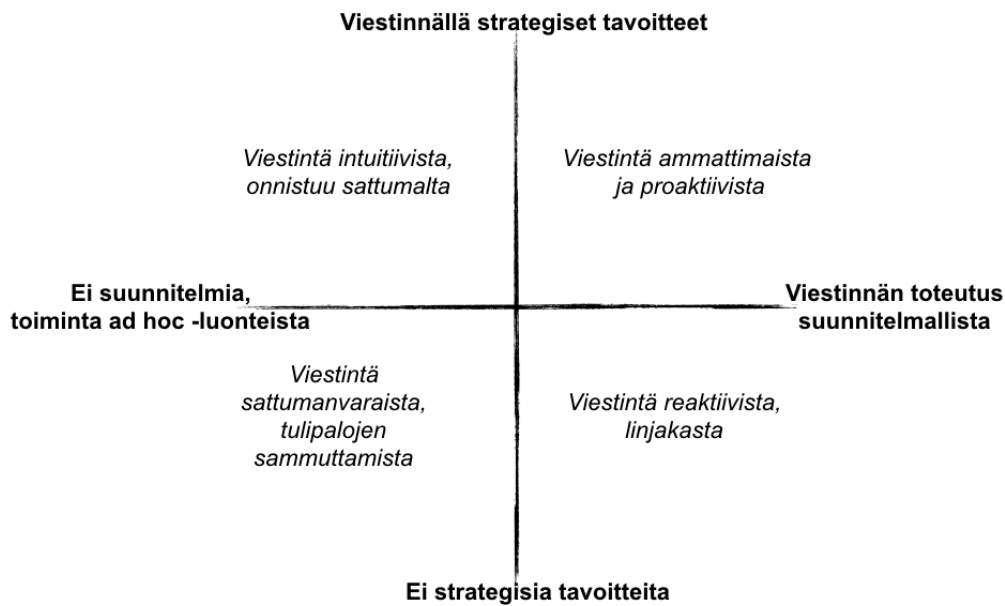 Viestinnällä strategiset tavoitteet
Viestintä intuitiivista,
onnistuu sattumalta
Viestintä ammattimaista
ja proaktiivista
Ei suunnitelmia,
toiminta ad hoc -luonteista
Viestinnän toteutus
suunnitelmallista
Viestintä
sattumanvaraista,
tulipalojen
sammuttamista
Viestintä reaktiivista,
linjakasta
Ei strategisia tavoitteita